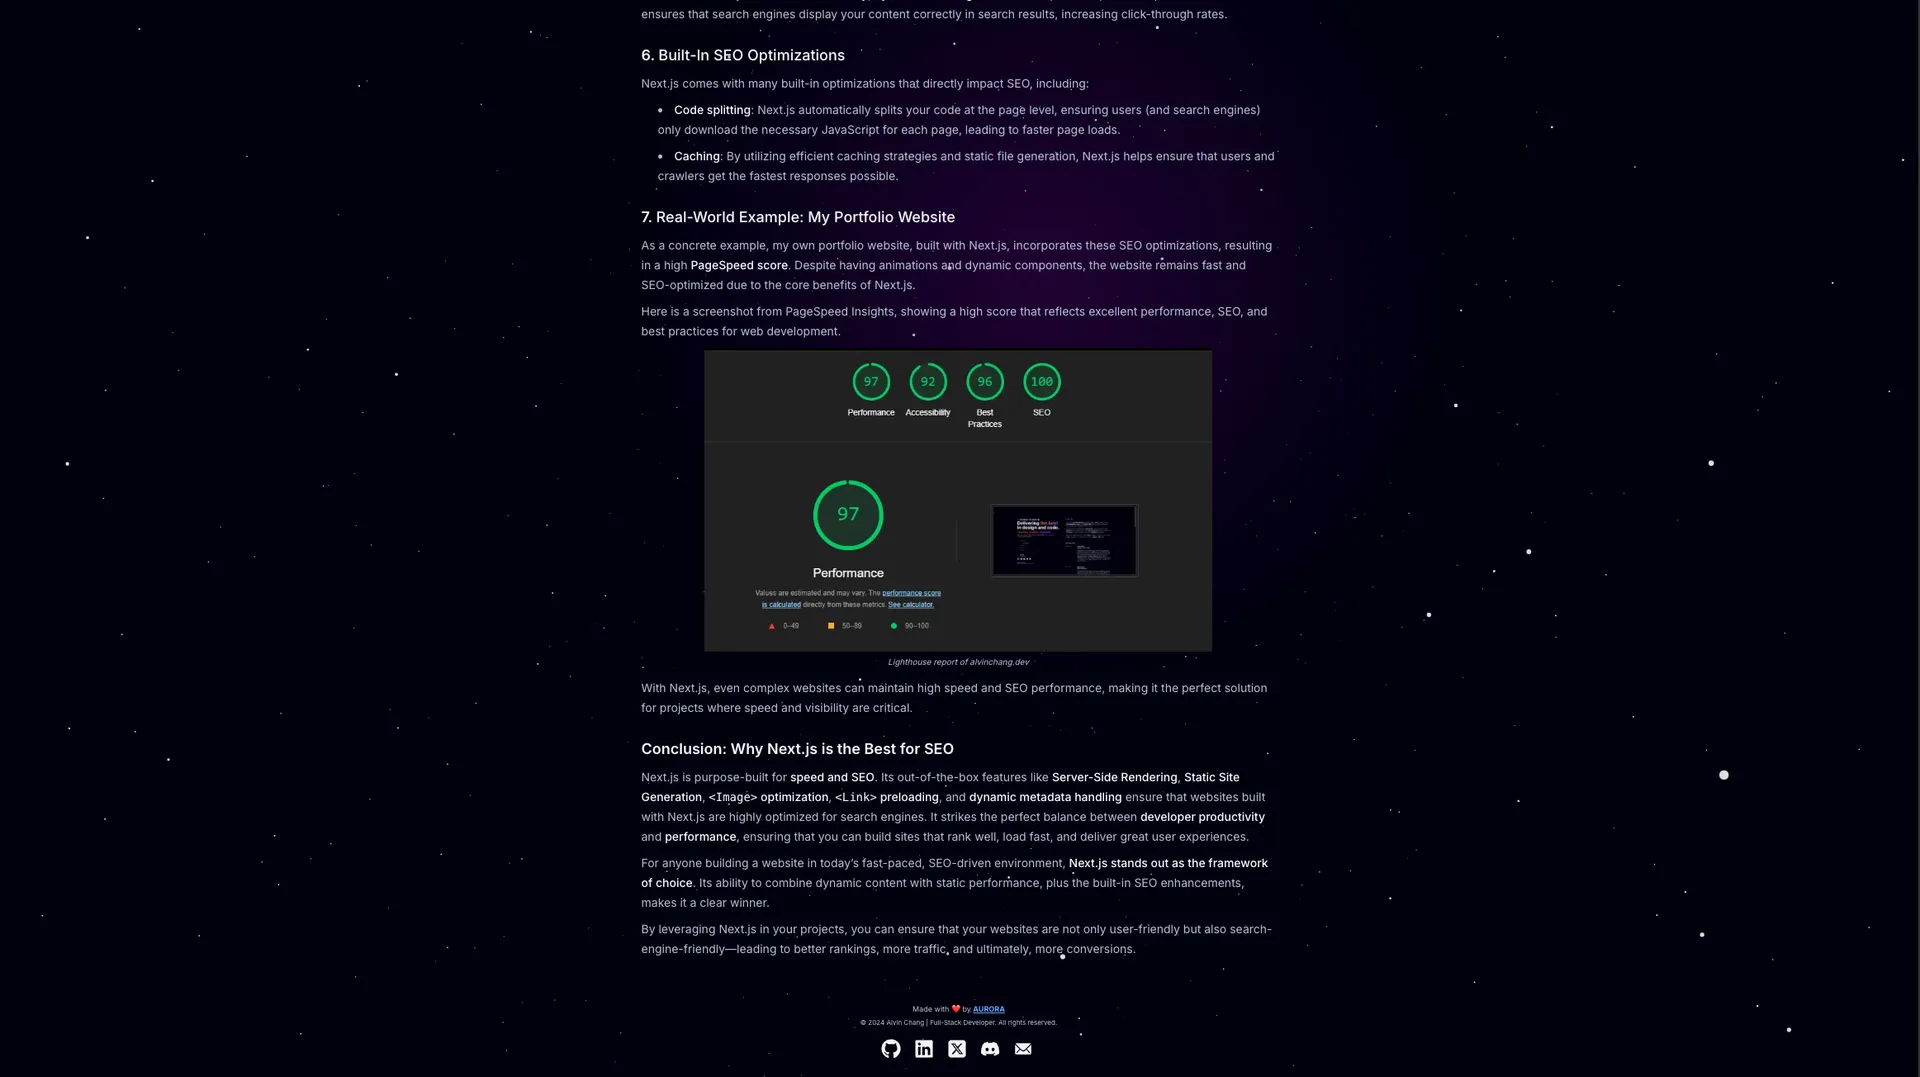 ensures that search engines display your content correctly in search results, increasing click-through rates.
6. Built-In SEO Optimizations
Next.js comes with many built-in optimizations that directly impact SEO, including:
• Code splitting: Next.js automatically splits your code at the page level, ensuring users (and search engines)
only download the necessary JavaScript for each page, leading to faster page loads.
• Caching: By utilizing efficient caching strategies and static file generation, Next.js helps ensure that users and
crawlers get the fastest responses possible.
7. Real-World Example: My Portfolio Website
As a concrete example, my own portfolio website, built with Next.js, incorporates these SEO optimizations, resulting
in a high PageSpeed score. Despite having animations and dynamic components, the website remains fast and
SEO-optimized due to the core benefits of Next.js.
Here is a screenshot from PageSpeed Insights, showing a high score that reflects excellent performance, SEO, and
best practices for web development.
97 92 96 100
Performance Accessibility Best Practices SEO
97
Performance
Values are estimated and may vary. The performance score
is calculated directly from these metrics. See calculator.
0–49 50–89 90–100
Delivering the best
in design and code.
Lighthouse report of alvinchang.dev
With Next.js, even complex websites can maintain high speed and SEO performance, making it the perfect solution
for projects where speed and visibility are critical.
Conclusion: Why Next.js is the Best for SEO
Next.js is purpose-built for speed and SEO. Its out-of-the-box features like Server-Side Rendering, Static Site
Generation, <Image> optimization, <Link> preloading, and dynamic metadata handling ensure that websites built
with Next.js are highly optimized for search engines. It strikes the perfect balance between developer productivity
and performance, ensuring that you can build sites that rank well, load fast, and deliver great user experiences.
For anyone building a website in today’s fast-paced, SEO-driven environment, Next.js stands out as the framework
of choice. Its ability to combine dynamic content with static performance, plus the built-in SEO enhancements,
makes it a clear winner.
By leveraging Next.js in your projects, you can ensure that your websites are not only user-friendly but also search-
engine-friendly—leading to better rankings, more traffic, and ultimately, more conversions.
Made with ❤️ by AURORA
© 2024 Alvin Chang | Full-Stack Developer. All rights reserved.